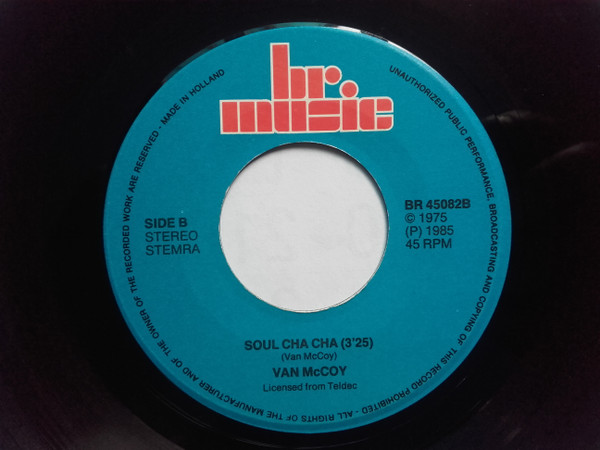 br.
music
SIDE B
STEREO
STEMRA
BR 45082B
© 1975
(P) 1985
45 RPM
SOUL CHA CHA (3'25)
(Van McCoy)
VAN McCOY
Licensed from Teldec
- ALL RIGHTS OF THE MANUFACTURER AND OF THE OWNER OF THE RECORDED WORK ARE RESERVED - MADE IN HOLLAND
UNAUTHORIZED PUBLIC PERFORMANCE, BROADCASTING AND COPYING OF THIS RECORD PROHIBITED